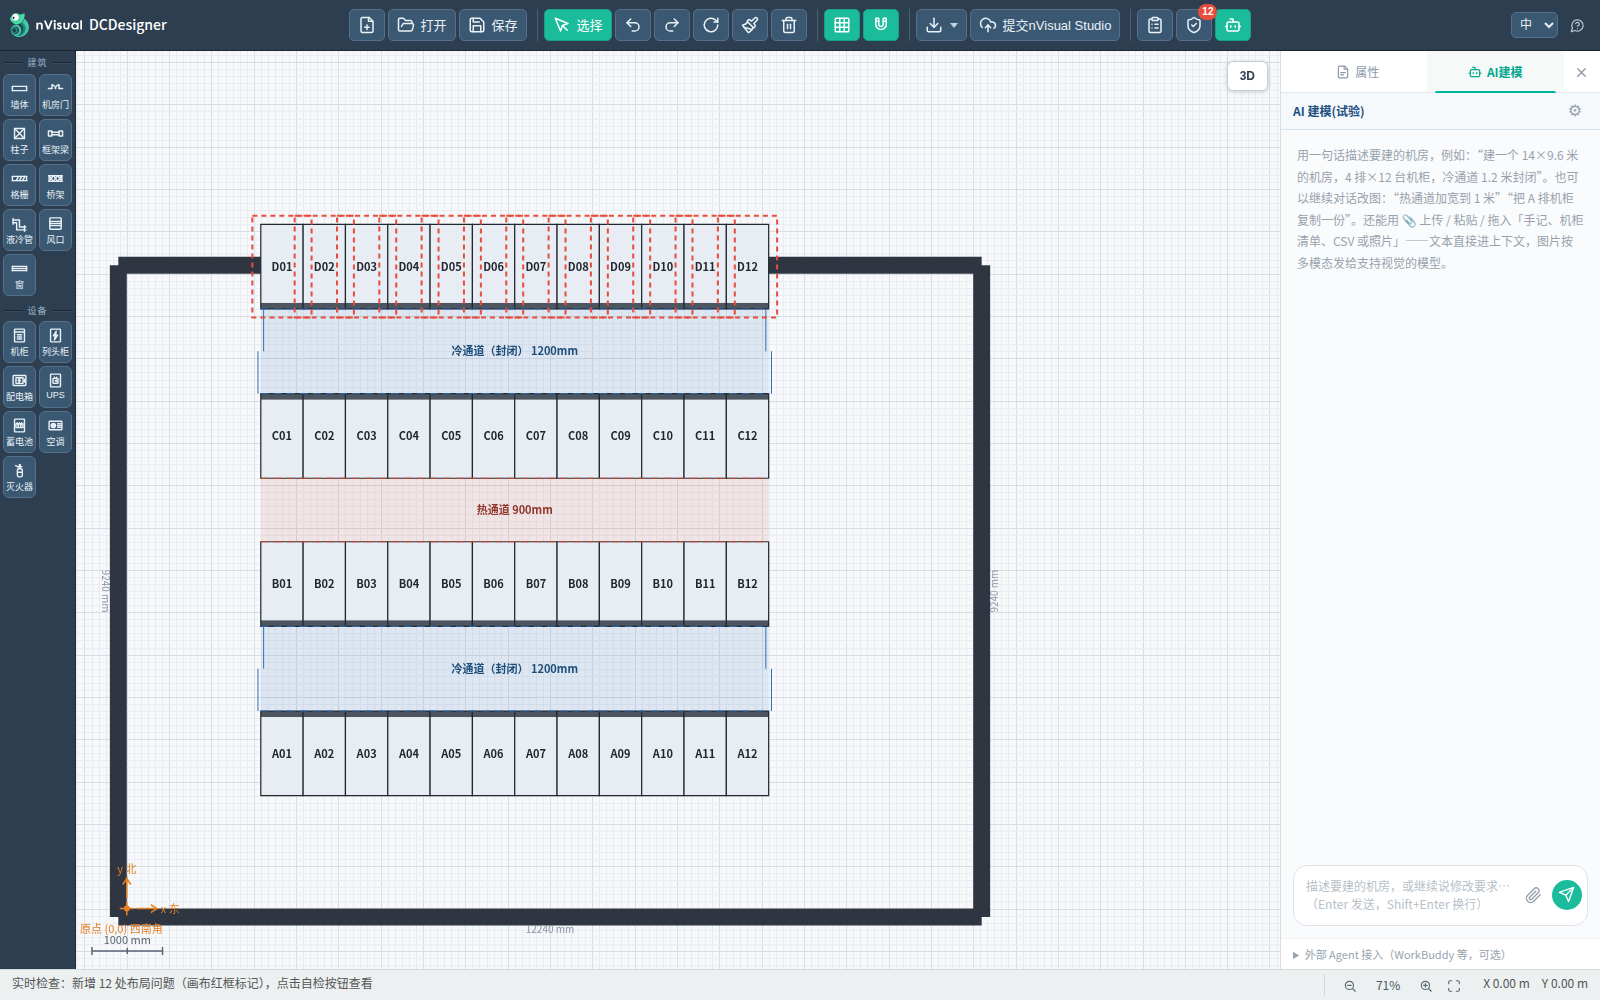 nVisual DCDesigner
打开
保存
选择
提交nVisual Studio
12
中
建筑
墙体
机房门
柱子
框架梁
格栅
桥架
液冷管
风口
窗
设备
机柜
列头柜
配电箱
UPS
蓄电池
空调
灭火器
3D
D01 D02 D03 D04 D05 D06 D07 D08 D09 D10 D11 D12
冷通道（封闭） 1200mm
C01 C02 C03 C04 C05 C06 C07 C08 C09 C10 C11 C12
热通道 900mm
9240 mm
B01 B02 B03 B04 B05 B06 B07 B08 B09 B10 B11 B12
9240 mm
冷通道（封闭） 1200mm
A01 A02 A03 A04 A05 A06 A07 A08 A09 A10 A11 A12
y 北
x 东
原点 (0,0) 西南角
1000 mm
12240 mm
属性
AI建模
AI 建模(试验)
用一句话描述要建的机房，例如：“建一个 14×9.6 米
的机房，4 排×12 台机柜，冷通道 1.2 米封闭”。也可
以继续对话改图：“热通道加宽到 1 米”“把 A 排机柜
复制一份”。还能用 📎 上传 / 粘贴 / 拖入「手记、机柜
清单、CSV 或照片」——文本直接进上下文，图片按
多模态发给支持视觉的模型。
描述要建的机房，或继续说修改要求…
（Enter 发送，Shift+Enter 换行）
外部 Agent 接入（WorkBuddy 等，可选）
实时检查：新增 12 处布局问题（画布红框标记），点击自检按钮查看
71%
X 0.00 m Y 0.00 m